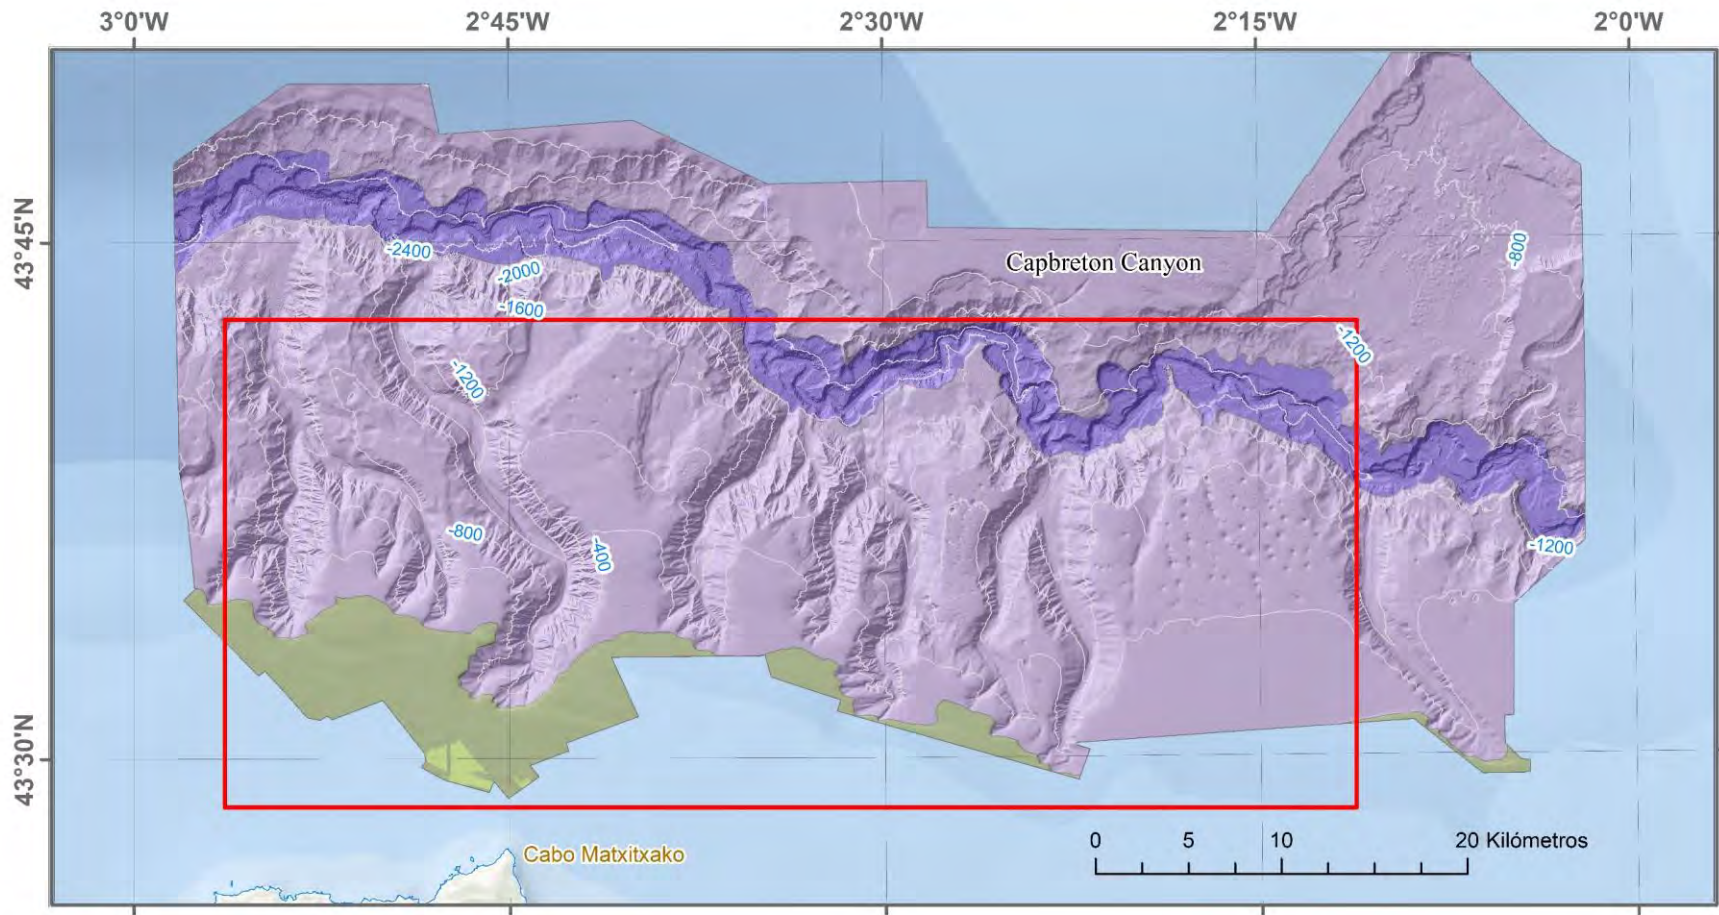 3°0'W
2°45'W
2°30'W
2°15'W
2°0'W
43°45'N
-2400
-2000
-1600
Capbreton Canyon
-800
-1200
-1200
-800
-400
-1200
43°30'N
0 5 10 20 Kilómetros
Cabo Matxitxako